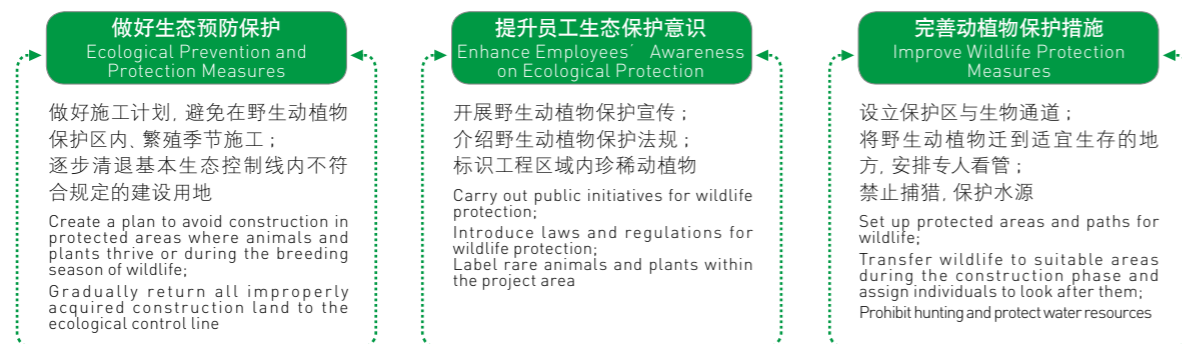 做好生态预防保护
Ecological Prevention and
Protection Measures
做好施工计划，避免在野生动植物
保护区内、繁殖季节施工；
逐步清退基本生态控制线内不符
合规定的建设用地
Create a plan to avoid construction in
protected areas where animals and
plants thrive or during the breeding
season of wildlife;
Gradually return all improperly
acquired construction land to the
ecological control line
提升员工生态保护意识
Enhance Employees' Awareness
on Ecological Protection
开展野生动植物保护宣传；
介绍野生动植物保护法规；
标识工程区域内珍稀动植物
Carry out public initiatives for wildlife
protection;
Introduce laws and regulations for
wildlife protection;
Label rare animals and plants within
the project area
完善动植物保护措施
Improve Wildlife Protection
Measures
设立保护区与生物通道；
将野生动植物迁到适宜生存的地
方，安排专人看管；
禁止捕猎，保护水源
Set up protected areas and paths for
wildlife;
Transfer wildlife to suitable areas
during the construction phase and
assign individuals to look after them;
Prohibit hunting and protect water resources